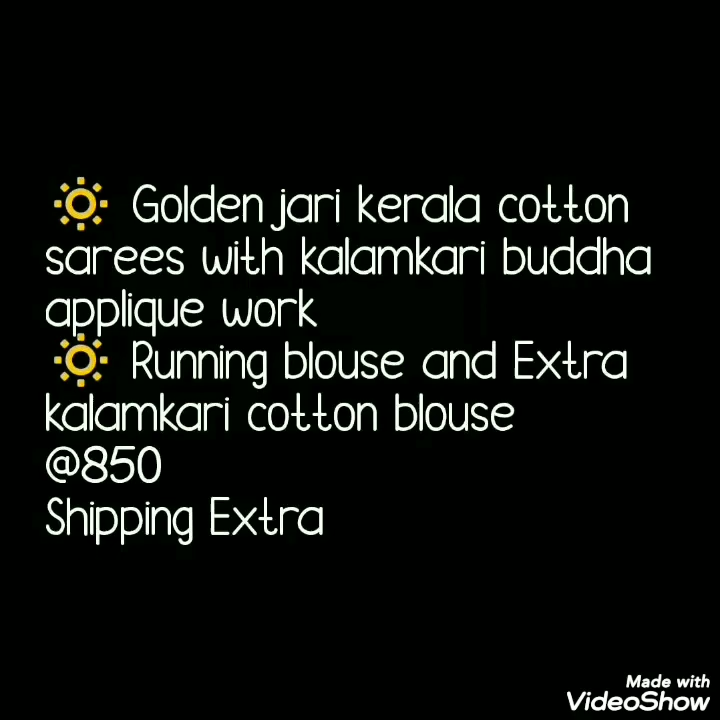 🔆 Golden jari kerala cotton
sarees with kalamkari buddha
applique work
🔆 Running blouse and Extra
kalamkari cotton blouse
@850
Shipping Extra
Made with
VideoShow